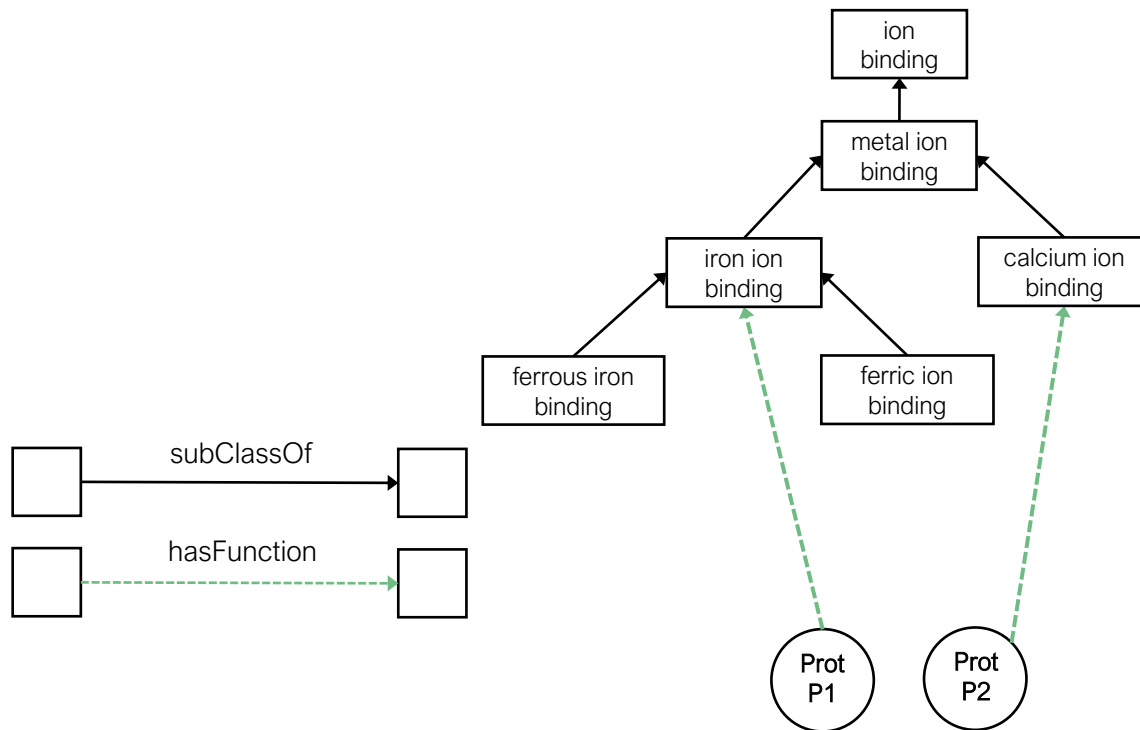 ion
binding
metal ion
binding
iron ion
binding
calcium ion
binding
ferrous iron
binding
ferric ion
binding
subClassOf
hasFunction
Prot
P1
Prot
P2